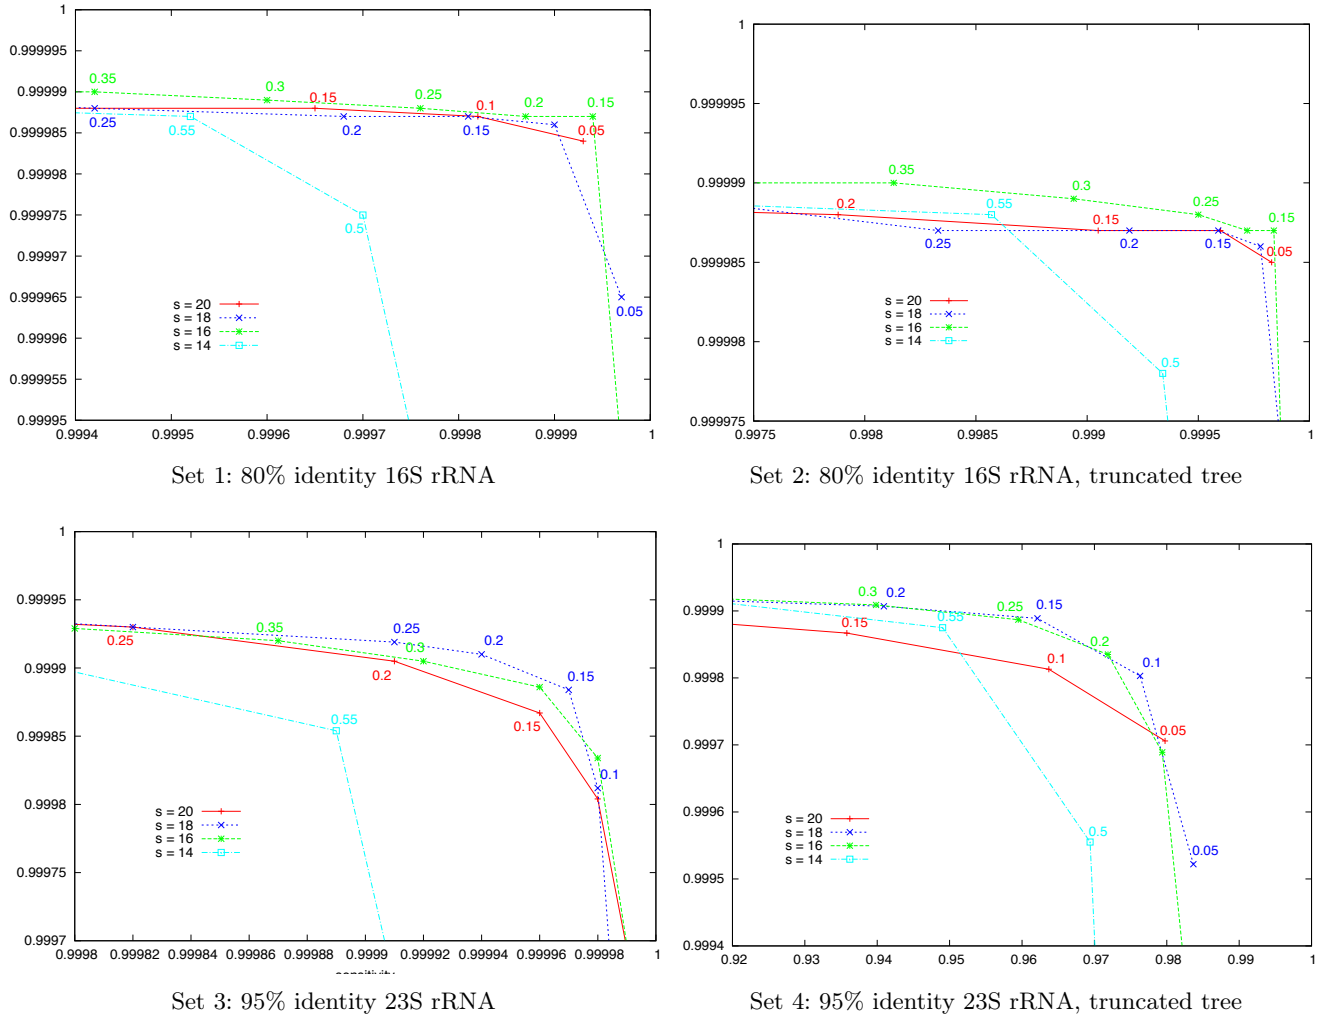 1
0.999995
0.99999
0.999985
0.99998
0.999975
0.99997
0.999965
0.99996
0.999955
0.99995
0.9994 0.9995 0.9996 0.9997 0.9998 0.9999 1
0.35 0.3 0.25 0.2 0.15
0.15 0.1 0.05
0.25 0.2 0.15 0.05
0.55 0.5
s = 20
s = 18
s = 16
s = 14
Set 1: 80% identity 16S rRNA
1
0.999995
0.99999
0.999985
0.99998
0.999975
0.9975 0.998 0.9985 0.999 0.9995 1
0.35 0.3 0.25 0.15
0.2 0.15 0.05
0.25 0.2 0.15
0.55 0.5
s = 20
s = 18
s = 16
s = 14
Set 2: 80% identity 16S rRNA, truncated tree
1
0.99995
0.9999
0.99985
0.9998
0.99975
0.9997
0.9998 0.99982 0.99984 0.99986 0.99988 0.9999 0.99992 0.99994 0.99996 0.99998 1
sensitivity
0.25 0.2 0.15 0.1
0.35 0.3
0.25 0.2 0.15
0.55
s = 20
s = 18
s = 16
s = 14
Set 3: 95% identity 23S rRNA
1
0.9999
0.9998
0.9997
0.9996
0.9995
0.9994
0.92 0.93 0.94 0.95 0.96 0.97 0.98 0.99 1
0.3 0.25 0.2
0.2 0.15 0.1 0.05
0.15 0.1 0.05
0.55 0.5
s = 20
s = 18
s = 16
s = 14
Set 4: 95% identity 23S rRNA, truncated tree